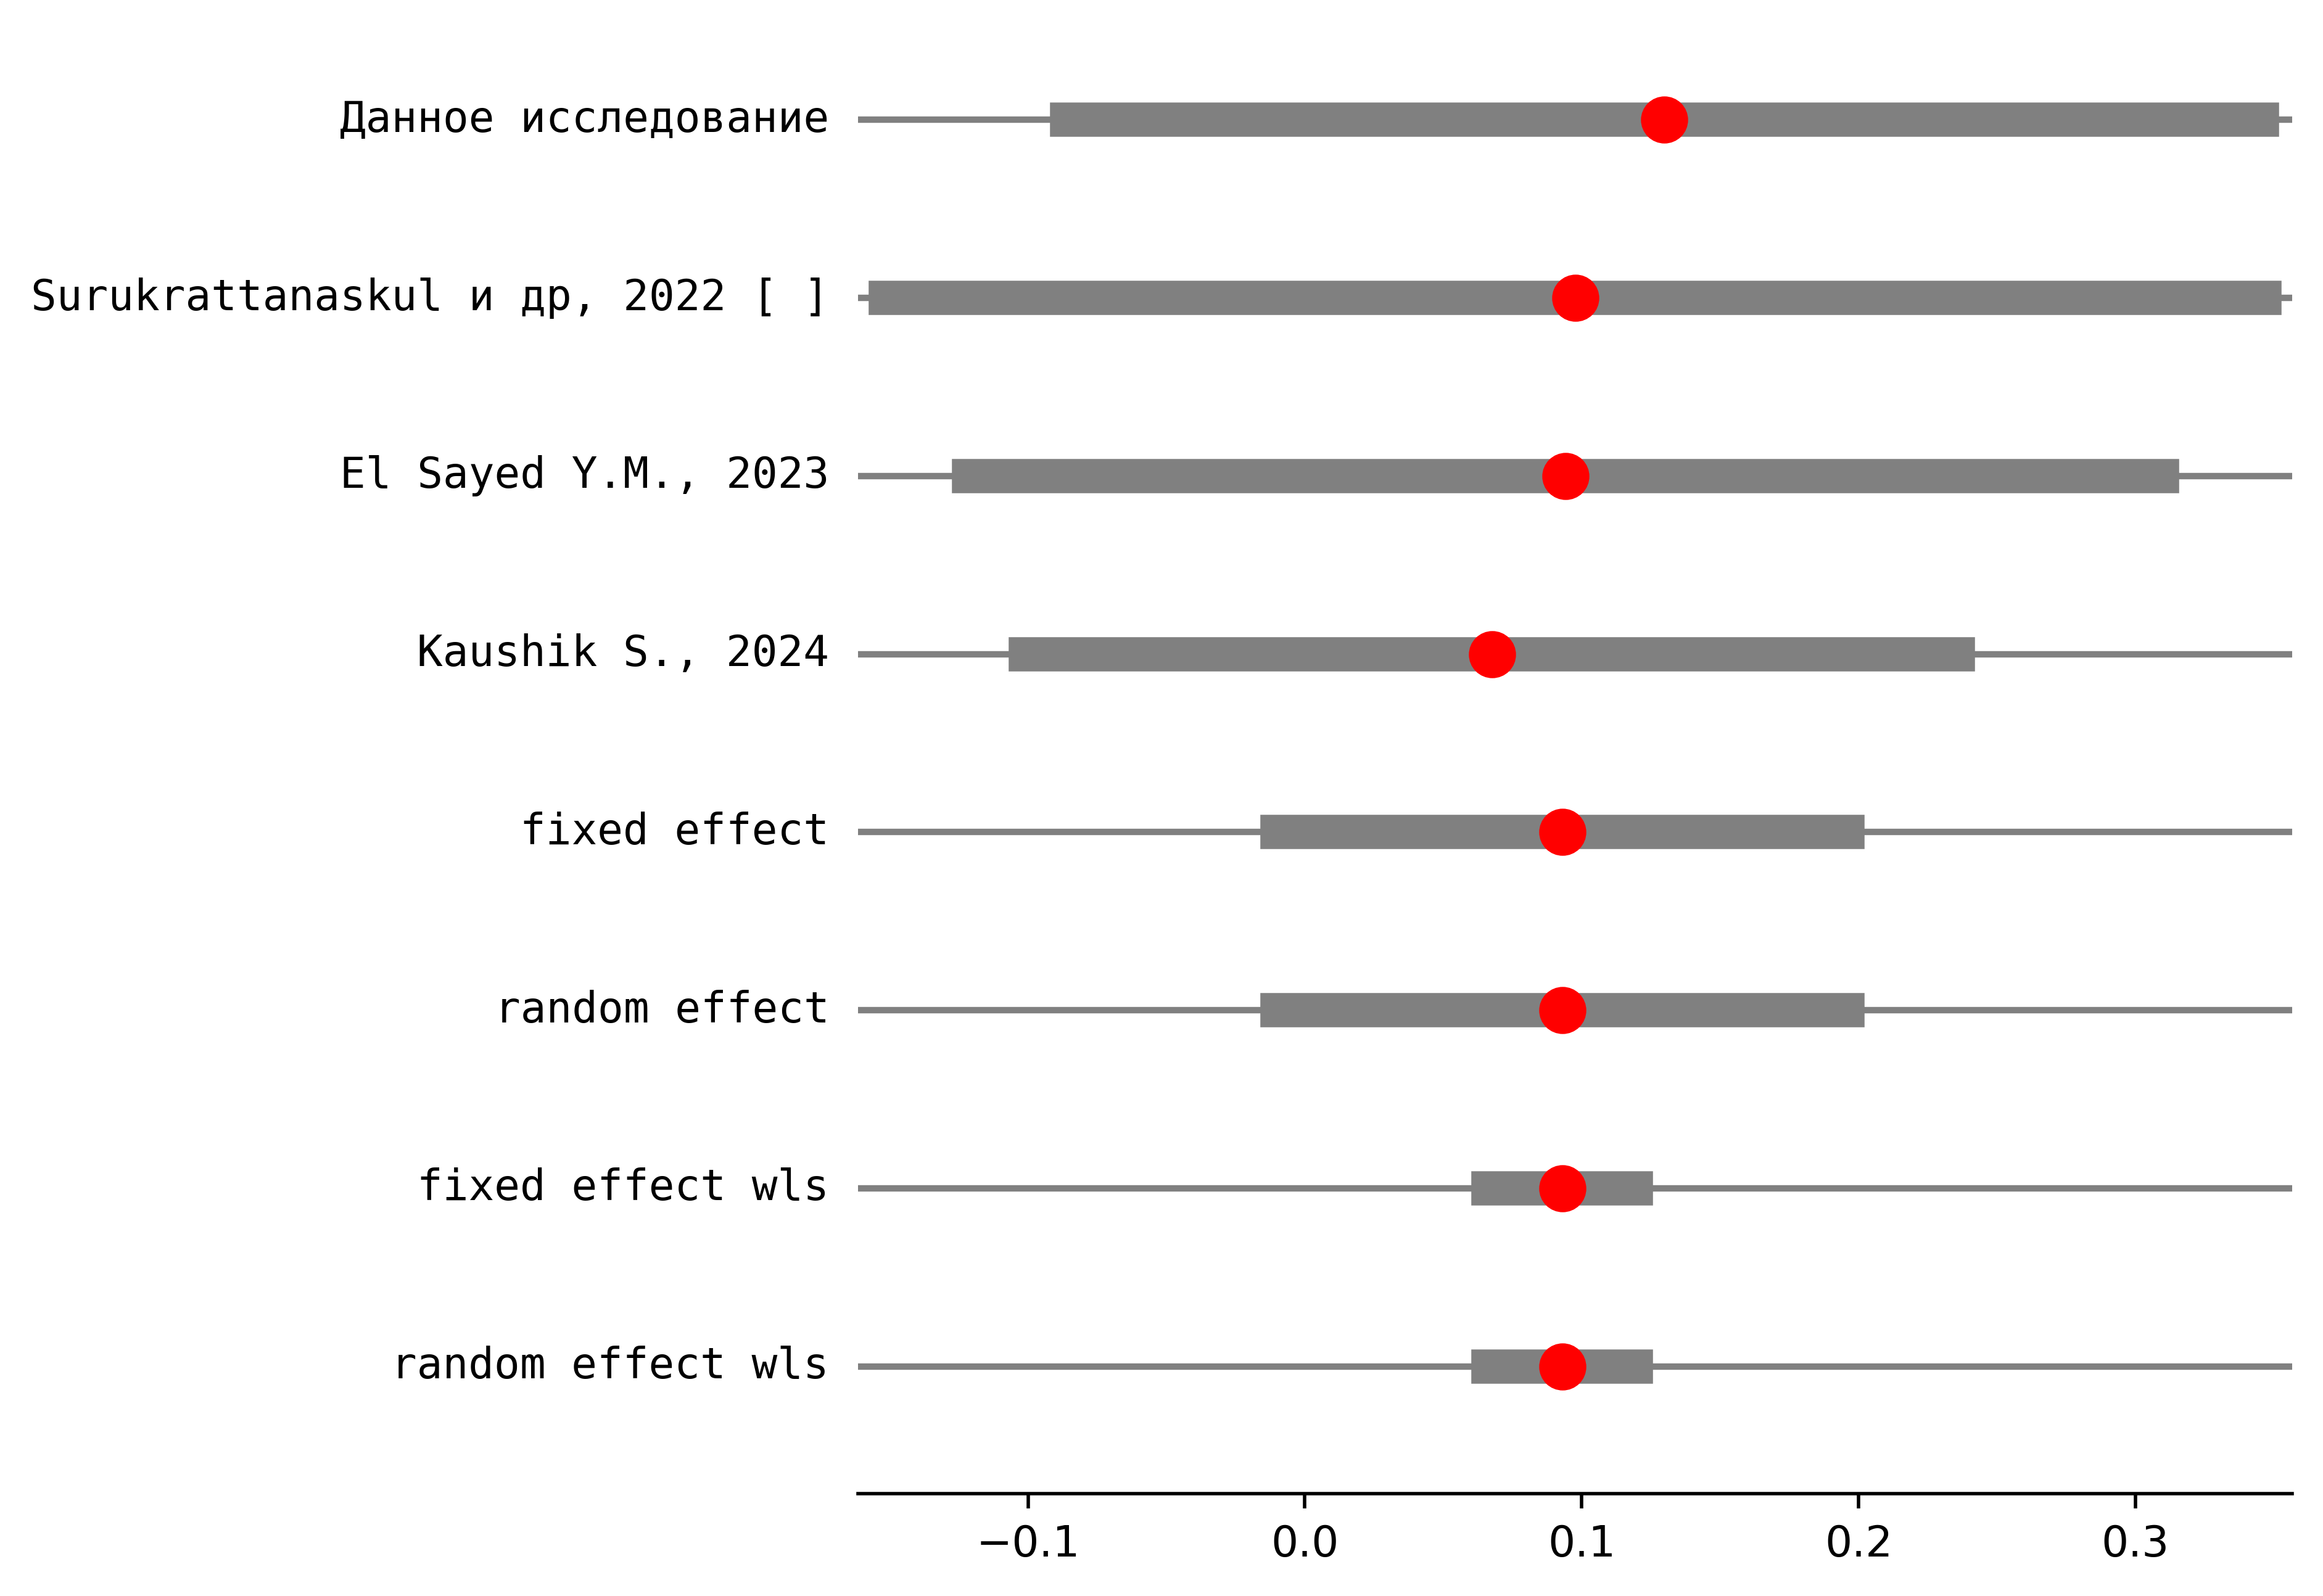 Данное исследование
Surukrattanaskul и др, 2022 [ ]
El Sayed Y.M., 2023
Kaushik S., 2024
fixed effect
random effect
fixed effect wls
random effect wls
−0.1 0.0 0.1 0.2 0.3